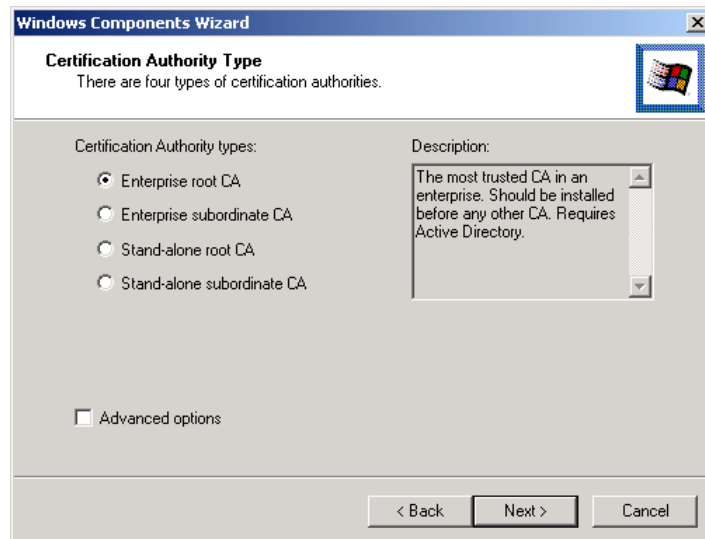 Windows Components Wizard
Certification Authority Type
There are four types of certification authorities.
Certification Authority types:
Enterprise root CA
Enterprise subordinate CA
Stand-alone root CA
Stand-alone subordinate CA
Description:
The most trusted CA in an
enterprise. Should be installed
before any other CA. Requires
Active Directory.
Advanced options
< Back
Next >
Cancel